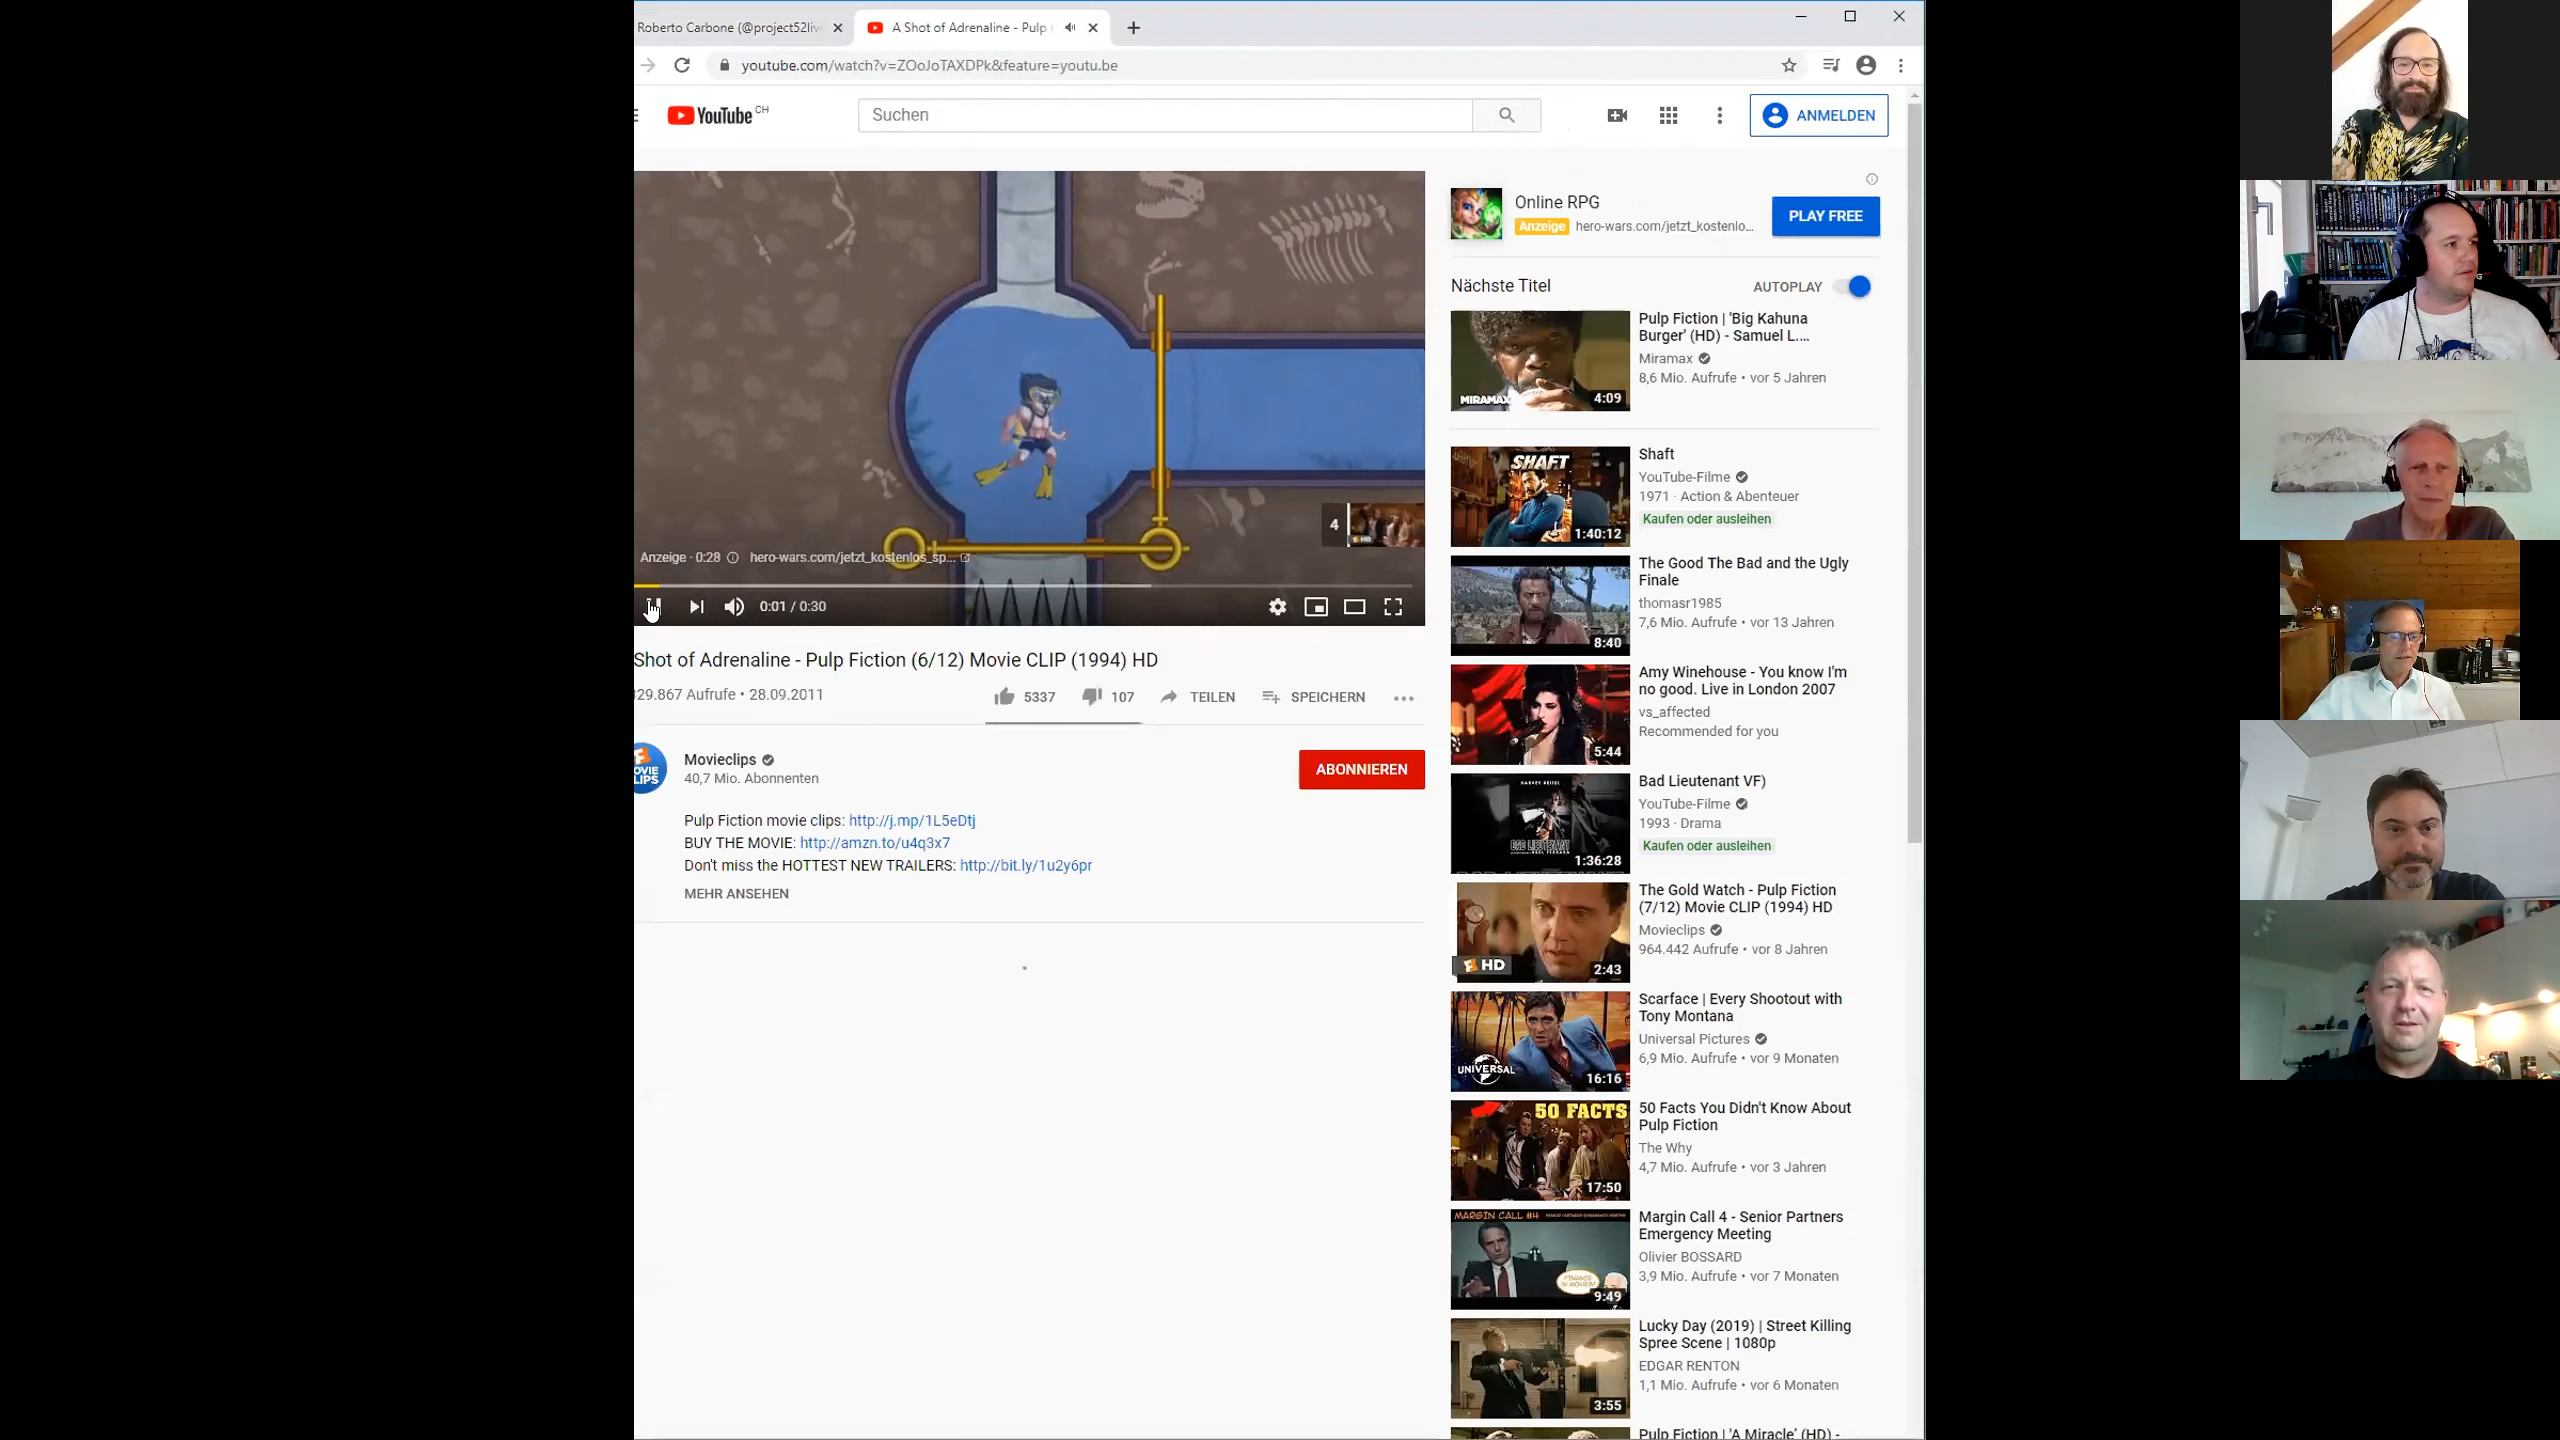 Roberto Carbone (@project52liv
A Shot of Adrenaline - Pulp
youtube.com/watch?v=ZOoJoTAXDPk&feature=youtu.be
YouTube CH
Suchen
ANMELDEN
4
HD
Anzeige · 0:28
hero-wars.com/jetzt_kostenlos_sp...
0:01 / 0:30
Shot of Adrenaline - Pulp Fiction (6/12) Movie CLIP (1994) HD
329.867 Aufrufe • 28.09.2011
5337
107
TEILEN
SPEICHERN
OVIE
LIPS
Movieclips
40,7 Mio. Abonnenten
ABONNIEREN
Pulp Fiction movie clips: http://j.mp/1L5eDtj
BUY THE MOVIE: http://amzn.to/u4q3x7
Don't miss the HOTTEST NEW TRAILERS: http://bit.ly/1u2y6pr
MEHR ANSEHEN
Online RPG
Anzeige hero-wars.com/jetzt_kostenlo...
PLAY FREE
Nächste Titel
AUTOPLAY
MIRAMAX
4:09
Pulp Fiction | 'Big Kahuna
Burger' (HD) - Samuel L....
Miramax
8,6 Mio. Aufrufe • vor 5 Jahren
SHAFT
1:40:12
Shaft
YouTube-Filme
1971 · Action & Abenteuer
Kaufen oder ausleihen
8:40
The Good The Bad and the Ugly
Finale
thomasr1985
7,6 Mio. Aufrufe • vor 13 Jahren
5:44
Amy Winehouse - You know I'm
no good. Live in London 2007
vs_affected
Recommended for you
HARVEY KEITEL
BAD LIEUTENANT
1:36:28
Bad Lieutenant VF)
YouTube-Filme
1993 · Drama
Kaufen oder ausleihen
HD
2:43
The Gold Watch - Pulp Fiction
(7/12) Movie CLIP (1994) HD
Movieclips
964.442 Aufrufe • vor 8 Jahren
UNIVERSAL
16:16
Scarface | Every Shootout with
Tony Montana
Universal Pictures
6,9 Mio. Aufrufe • vor 9 Monaten
50 FACTS
17:50
50 Facts You Didn't Know About
Pulp Fiction
The Why
4,7 Mio. Aufrufe • vor 3 Jahren
MARGIN CALL #4
9:49
Margin Call 4 - Senior Partners
Emergency Meeting
Olivier BOSSARD
3,9 Mio. Aufrufe • vor 7 Monaten
3:55
Lucky Day (2019) | Street Killing
Spree Scene | 1080p
EDGAR RENTON
1,1 Mio. Aufrufe • vor 6 Monaten
Pulp Fiction | 'A Miracle' (HD) -